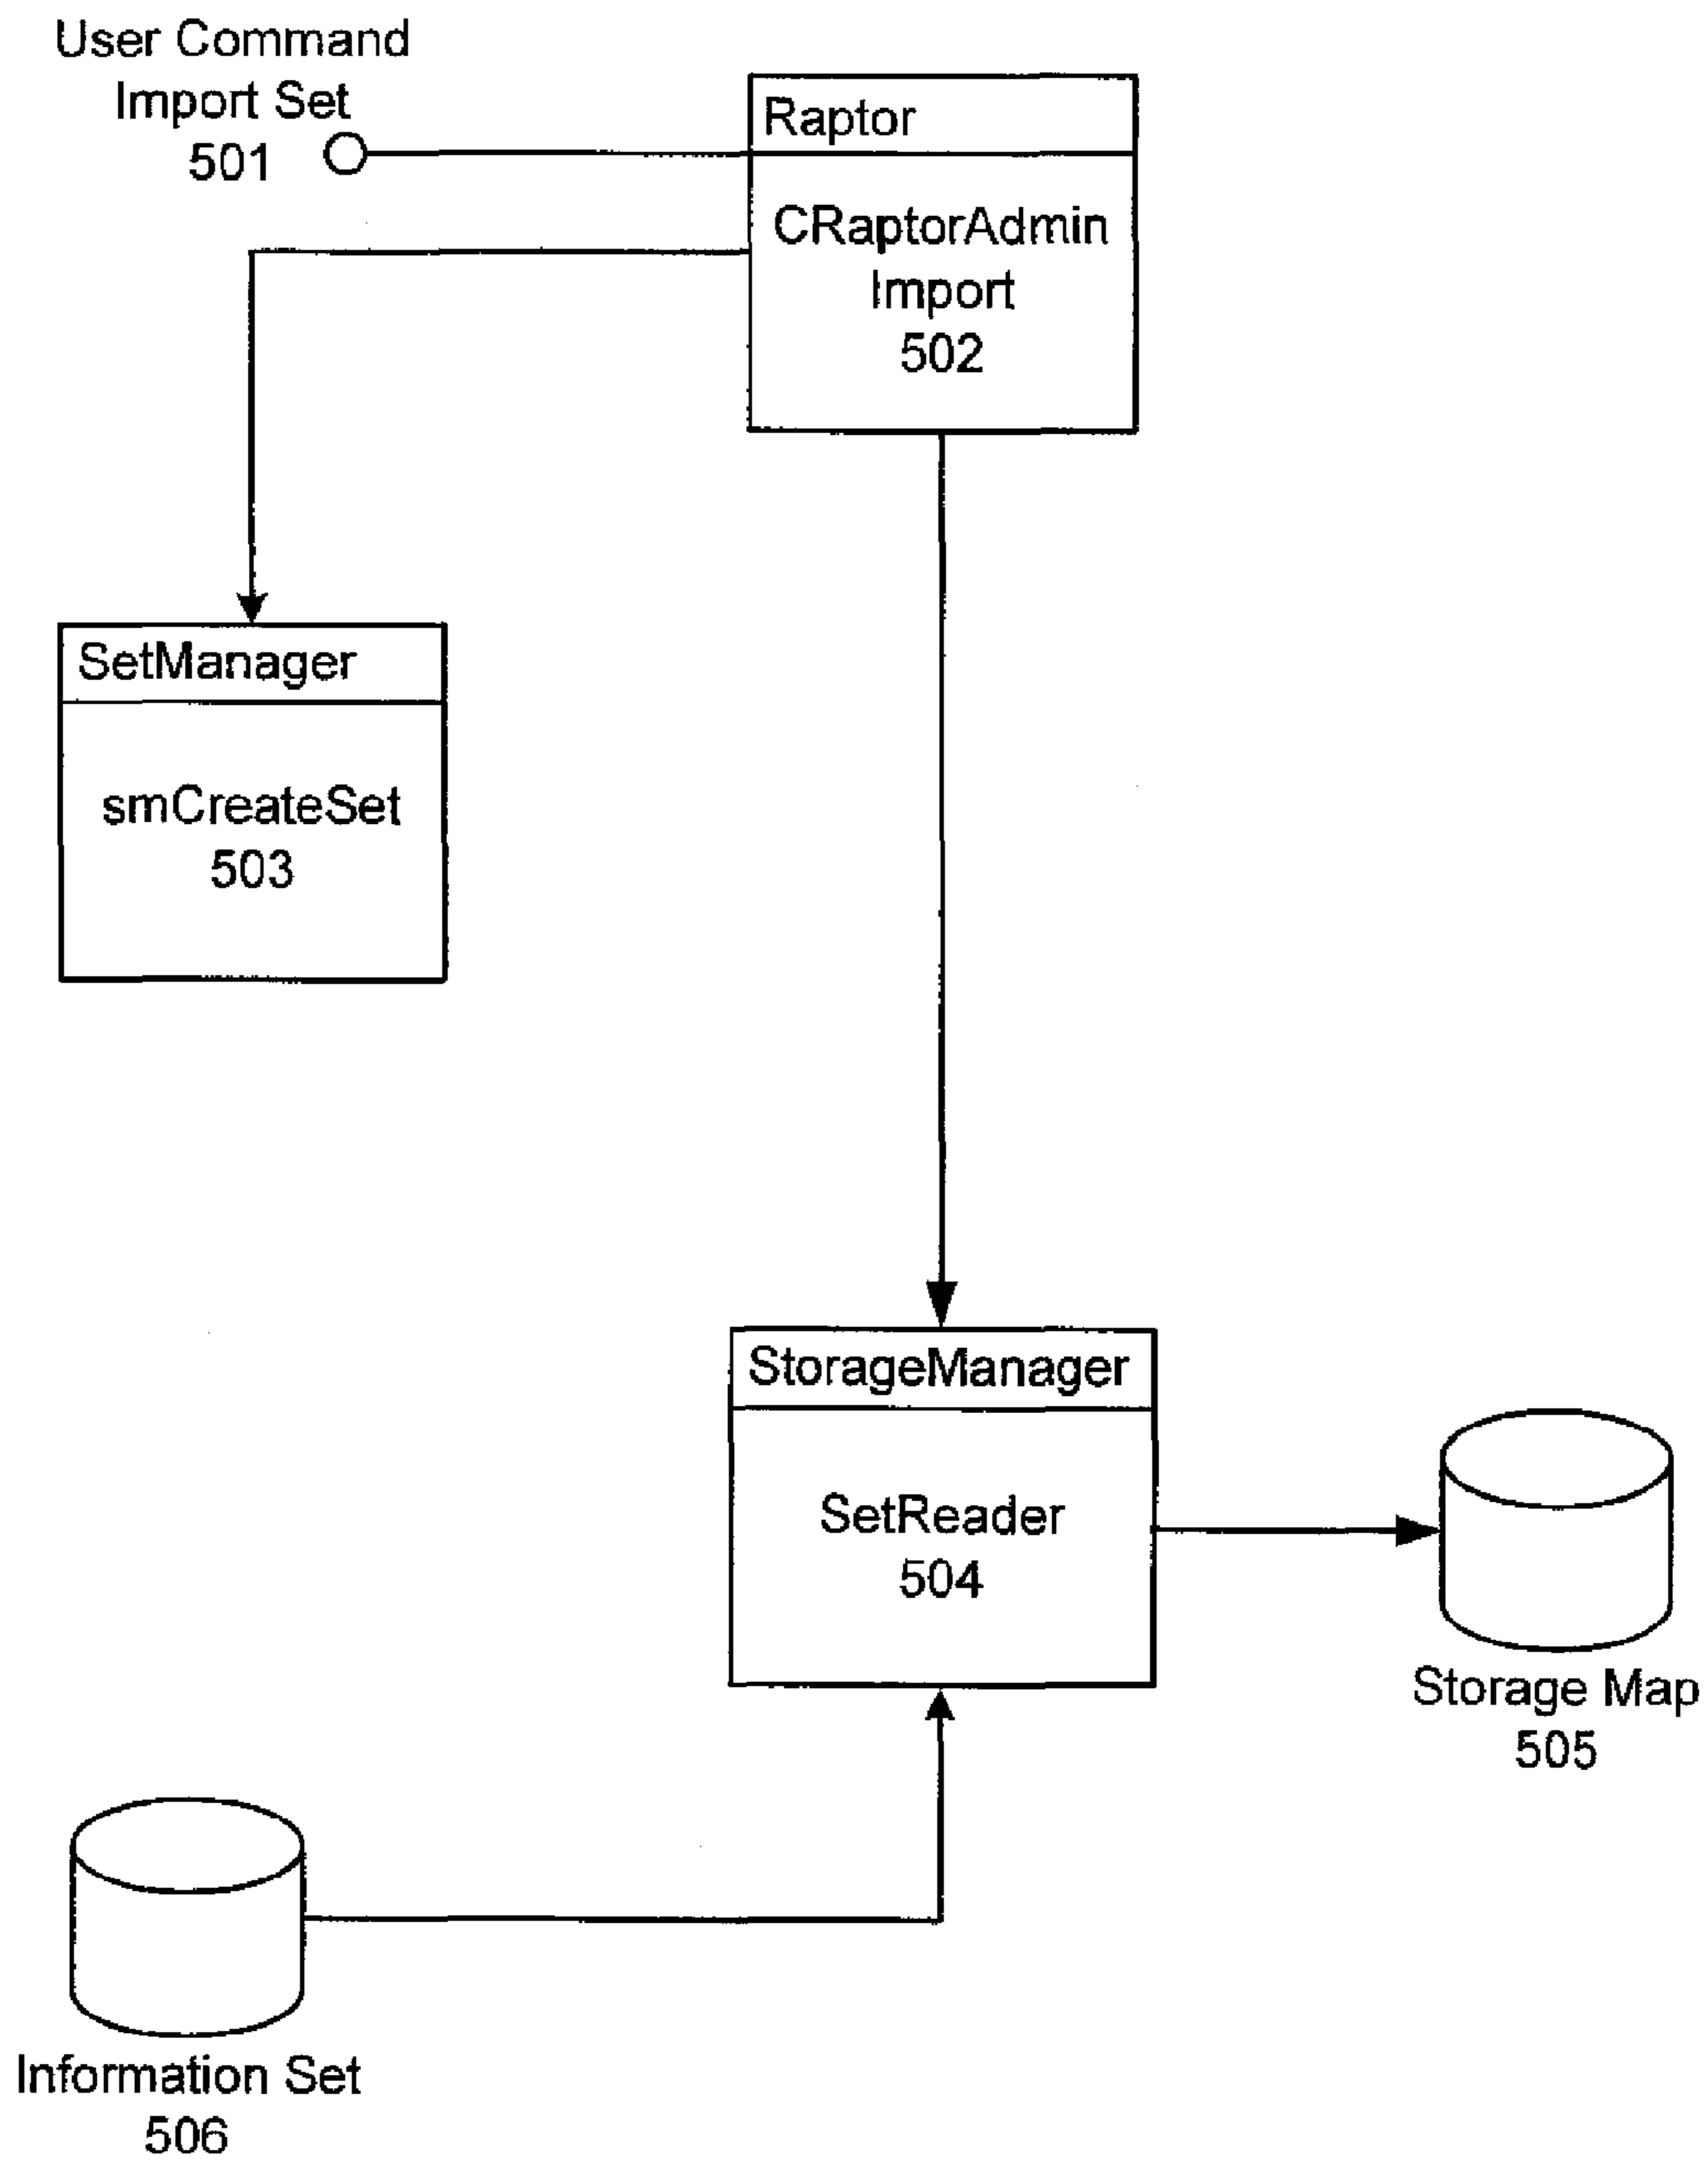 User Command
Import Set
501
Raptor
CRaptorAdmin
Import
502
SetManager
smCreateSet
503
StorageManager
SetReader
504
Storage Map
505
Information Set
506